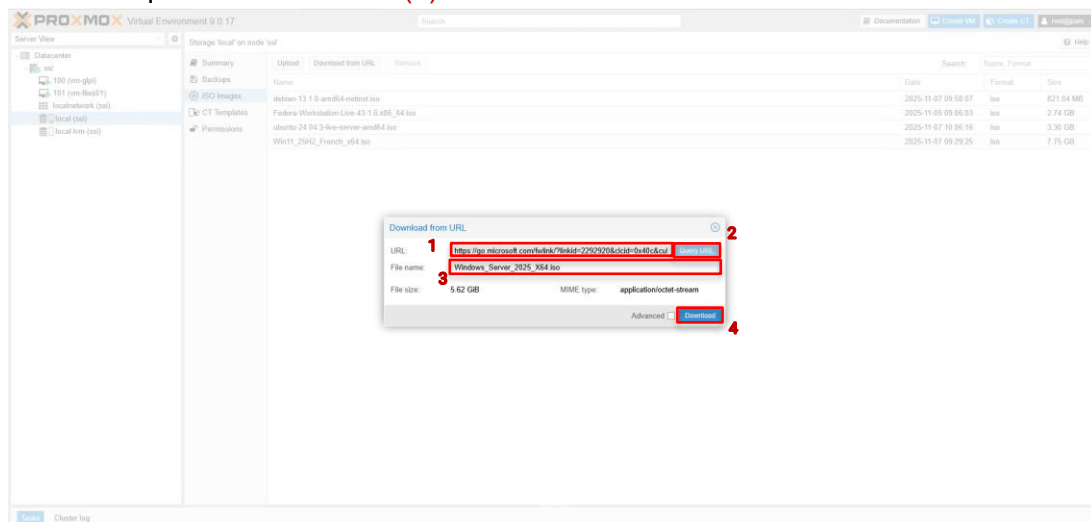 PROXMOX Virtual Environment 9.0.17
Search
Documentation Create VM Create CT root@pam
Server View
Storage 'local' on node 'ssi'
Help
Datacenter
ssi
100 (vm-glpi)
101 (vm-files01)
localnetwork (ssi)
local (ssi)
local-lvm (ssi)
Summary
Backups
ISO Images
CT Templates
Permissions
Upload Download from URL Remove
Search: Name, Format
Name Date Format Size
debian-13.1.0-amd64-netinst.iso 2025-11-07 09:58:07 iso 821.04 MB
Fedora-Workstation-Live-43-1.6.x86_64.iso 2025-11-05 09:06:03 iso 2.74 GB
ubuntu-24.04.3-live-server-amd64.iso 2025-11-07 10:06:16 iso 3.30 GB
Win11_25H2_French_x64.iso 2025-11-07 09:29:25 iso 7.75 GB
Download from URL
2
URL: 1 https://go.microsoft.com/fwlink/?linkid=2292920&clcid=0x40c&cul Query URL
File name: Windows_Server_2025_X64.iso
3
File size: 5.62 GiB MIME type: application/octet-stream
Advanced Download
4
Tasks Cluster log